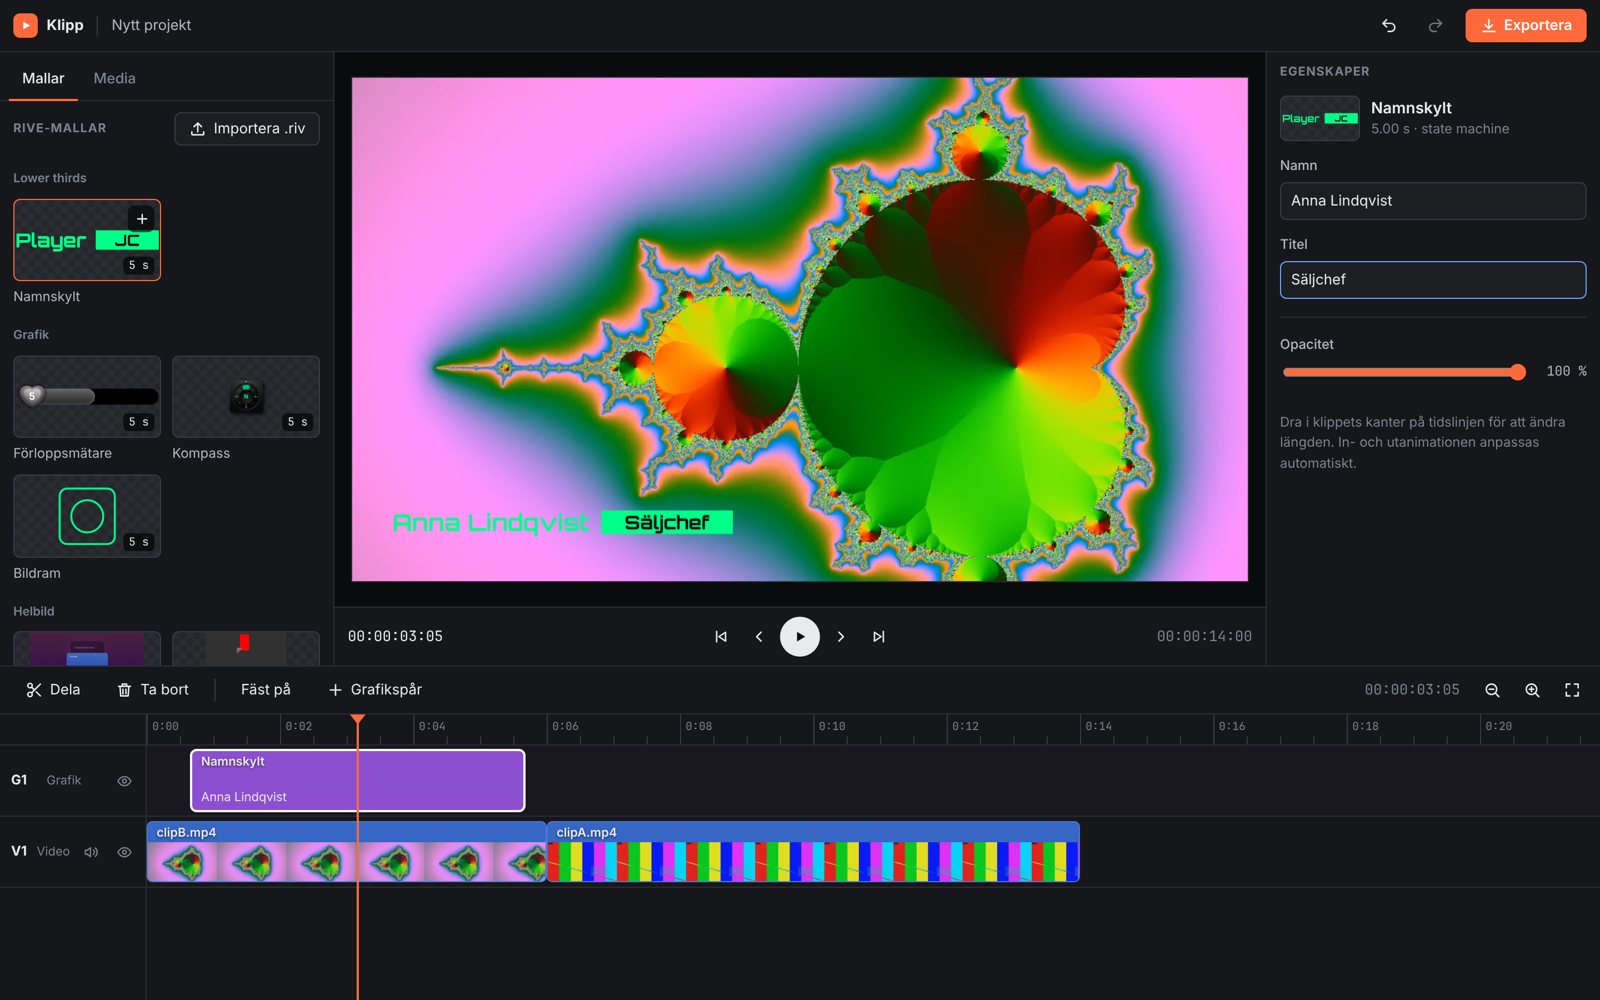 Klipp
Nytt projekt
Exportera
Mallar
Media
RIVE-MALLAR
Importera .riv
Lower thirds
Player JC
5 s
Namnskylt
Grafik
5
5 s
N
5 s
Förloppsmätare
Kompass
5 s
Bildram
Helbild
Anna Lindqvist Säljchef
00:00:03:05
00:00:14:00
EGENSKAPER
Player JC
Namnskylt
5.00 s · state machine
Namn
Anna Lindqvist
Titel
Säljchef
Opacitet
100 %
Dra i klippets kanter på tidslinjen för att ändra
längden. In- och utanimationen anpassas
automatiskt.
Dela
Ta bort
Fäst på
Grafikspår
00:00:03:05
0:00
0:02
0:04
0:06
0:08
0:10
0:12
0:14
0:16
0:18
0:20
G1 Grafik
Namnskylt
Anna Lindqvist
V1 Video
clipB.mp4
clipA.mp4